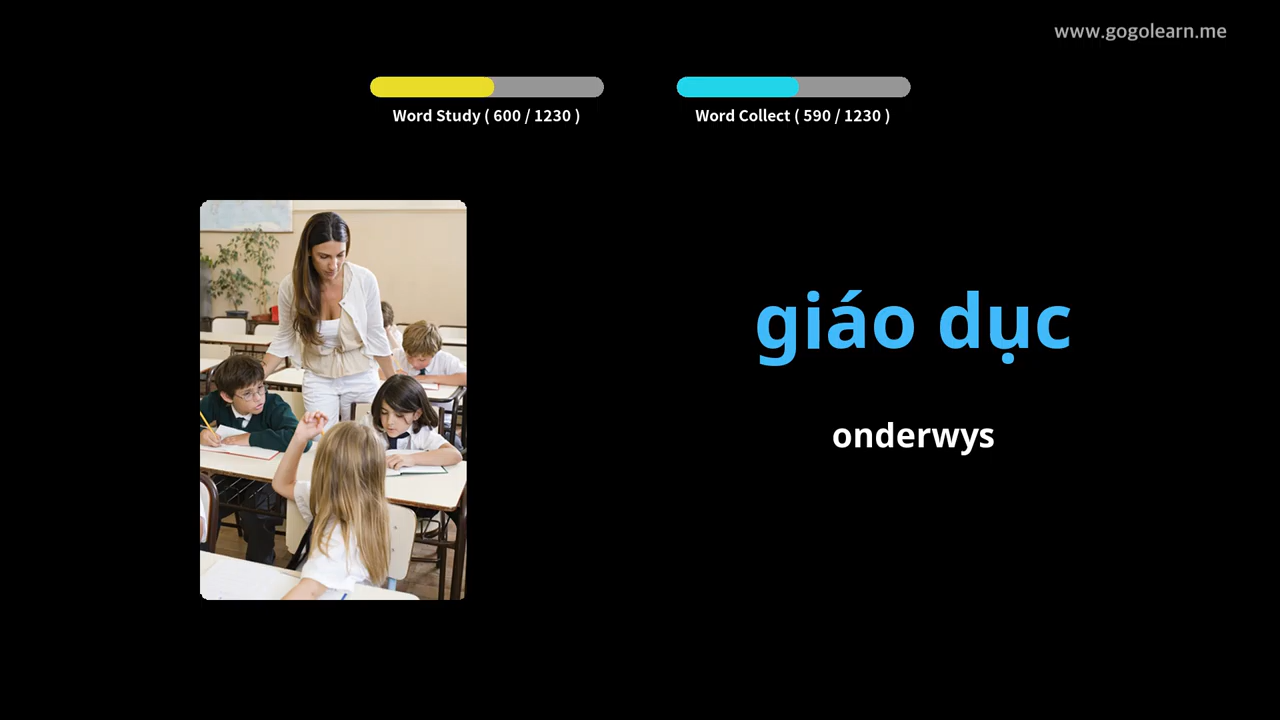 www.gogolearn.me
Word Study ( 600 / 1230 )
Word Collect ( 590 / 1230 )
giáo dục
onderwys